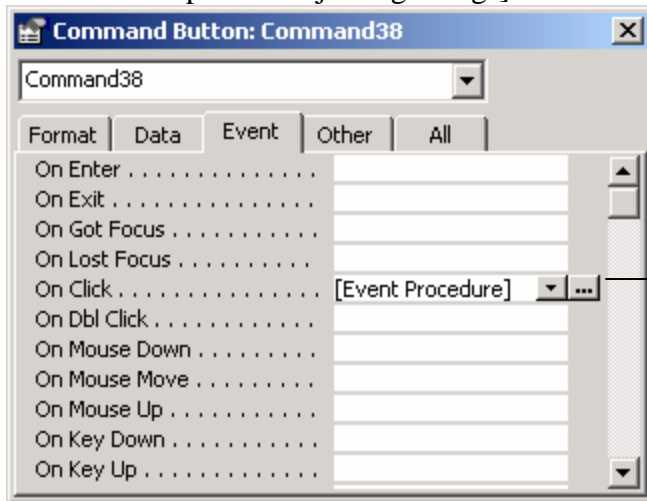 Command Button: Command38
Command38
Format Data Event Other All
On Enter . . . . . . . . . . . . . . .
On Exit . . . . . . . . . . . . . . . .
On Got Focus . . . . . . . . . . .
On Lost Focus . . . . . . . . . .
On Click . . . . . . . . . . . . . . . [Event Procedure] ...
On Dbl Click . . . . . . . . . . . . .
On Mouse Down . . . . . . . . .
On Mouse Move . . . . . . . . .
On Mouse Up . . . . . . . . . . .
On Key Down . . . . . . . . . . .
On Key Up . . . . . . . . . . . . .